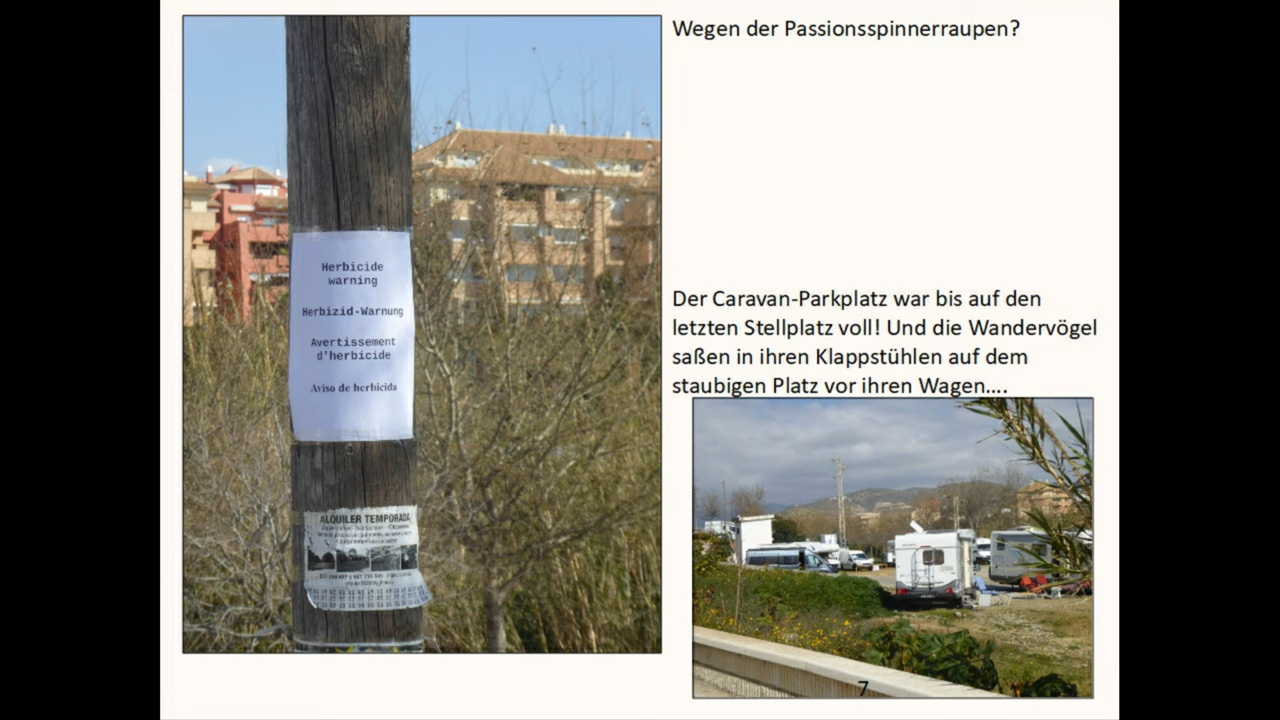 Wegen der Passionsspinnerraupen?
Herbicide
warning
Herbizid-Warnung
Avertissement
d'herbicide
Aviso de herbicida
ALQUILER TEMPORADA
Der Caravan-Parkplatz war bis auf den
letzten Stellplatz voll! Und die Wandervögel
saßen in ihren Klappstühlen auf dem
staubigen Platz vor ihren Wagen....
7